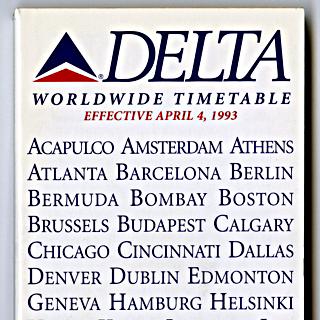 DELTA
WORLDWIDE TIMETABLE
EFFECTIVE APRIL 4, 1993
ACAPULCO AMSTERDAM ATHENS
ATLANTA BARCELONA BERLIN
BERMUDA BOMBAY BOSTON
BRUSSELS BUDAPEST CALGARY
CHICAGO CINCINNATI DALLAS
DENVER DUBLIN EDMONTON
GENEVA HAMBURG HELSINKI